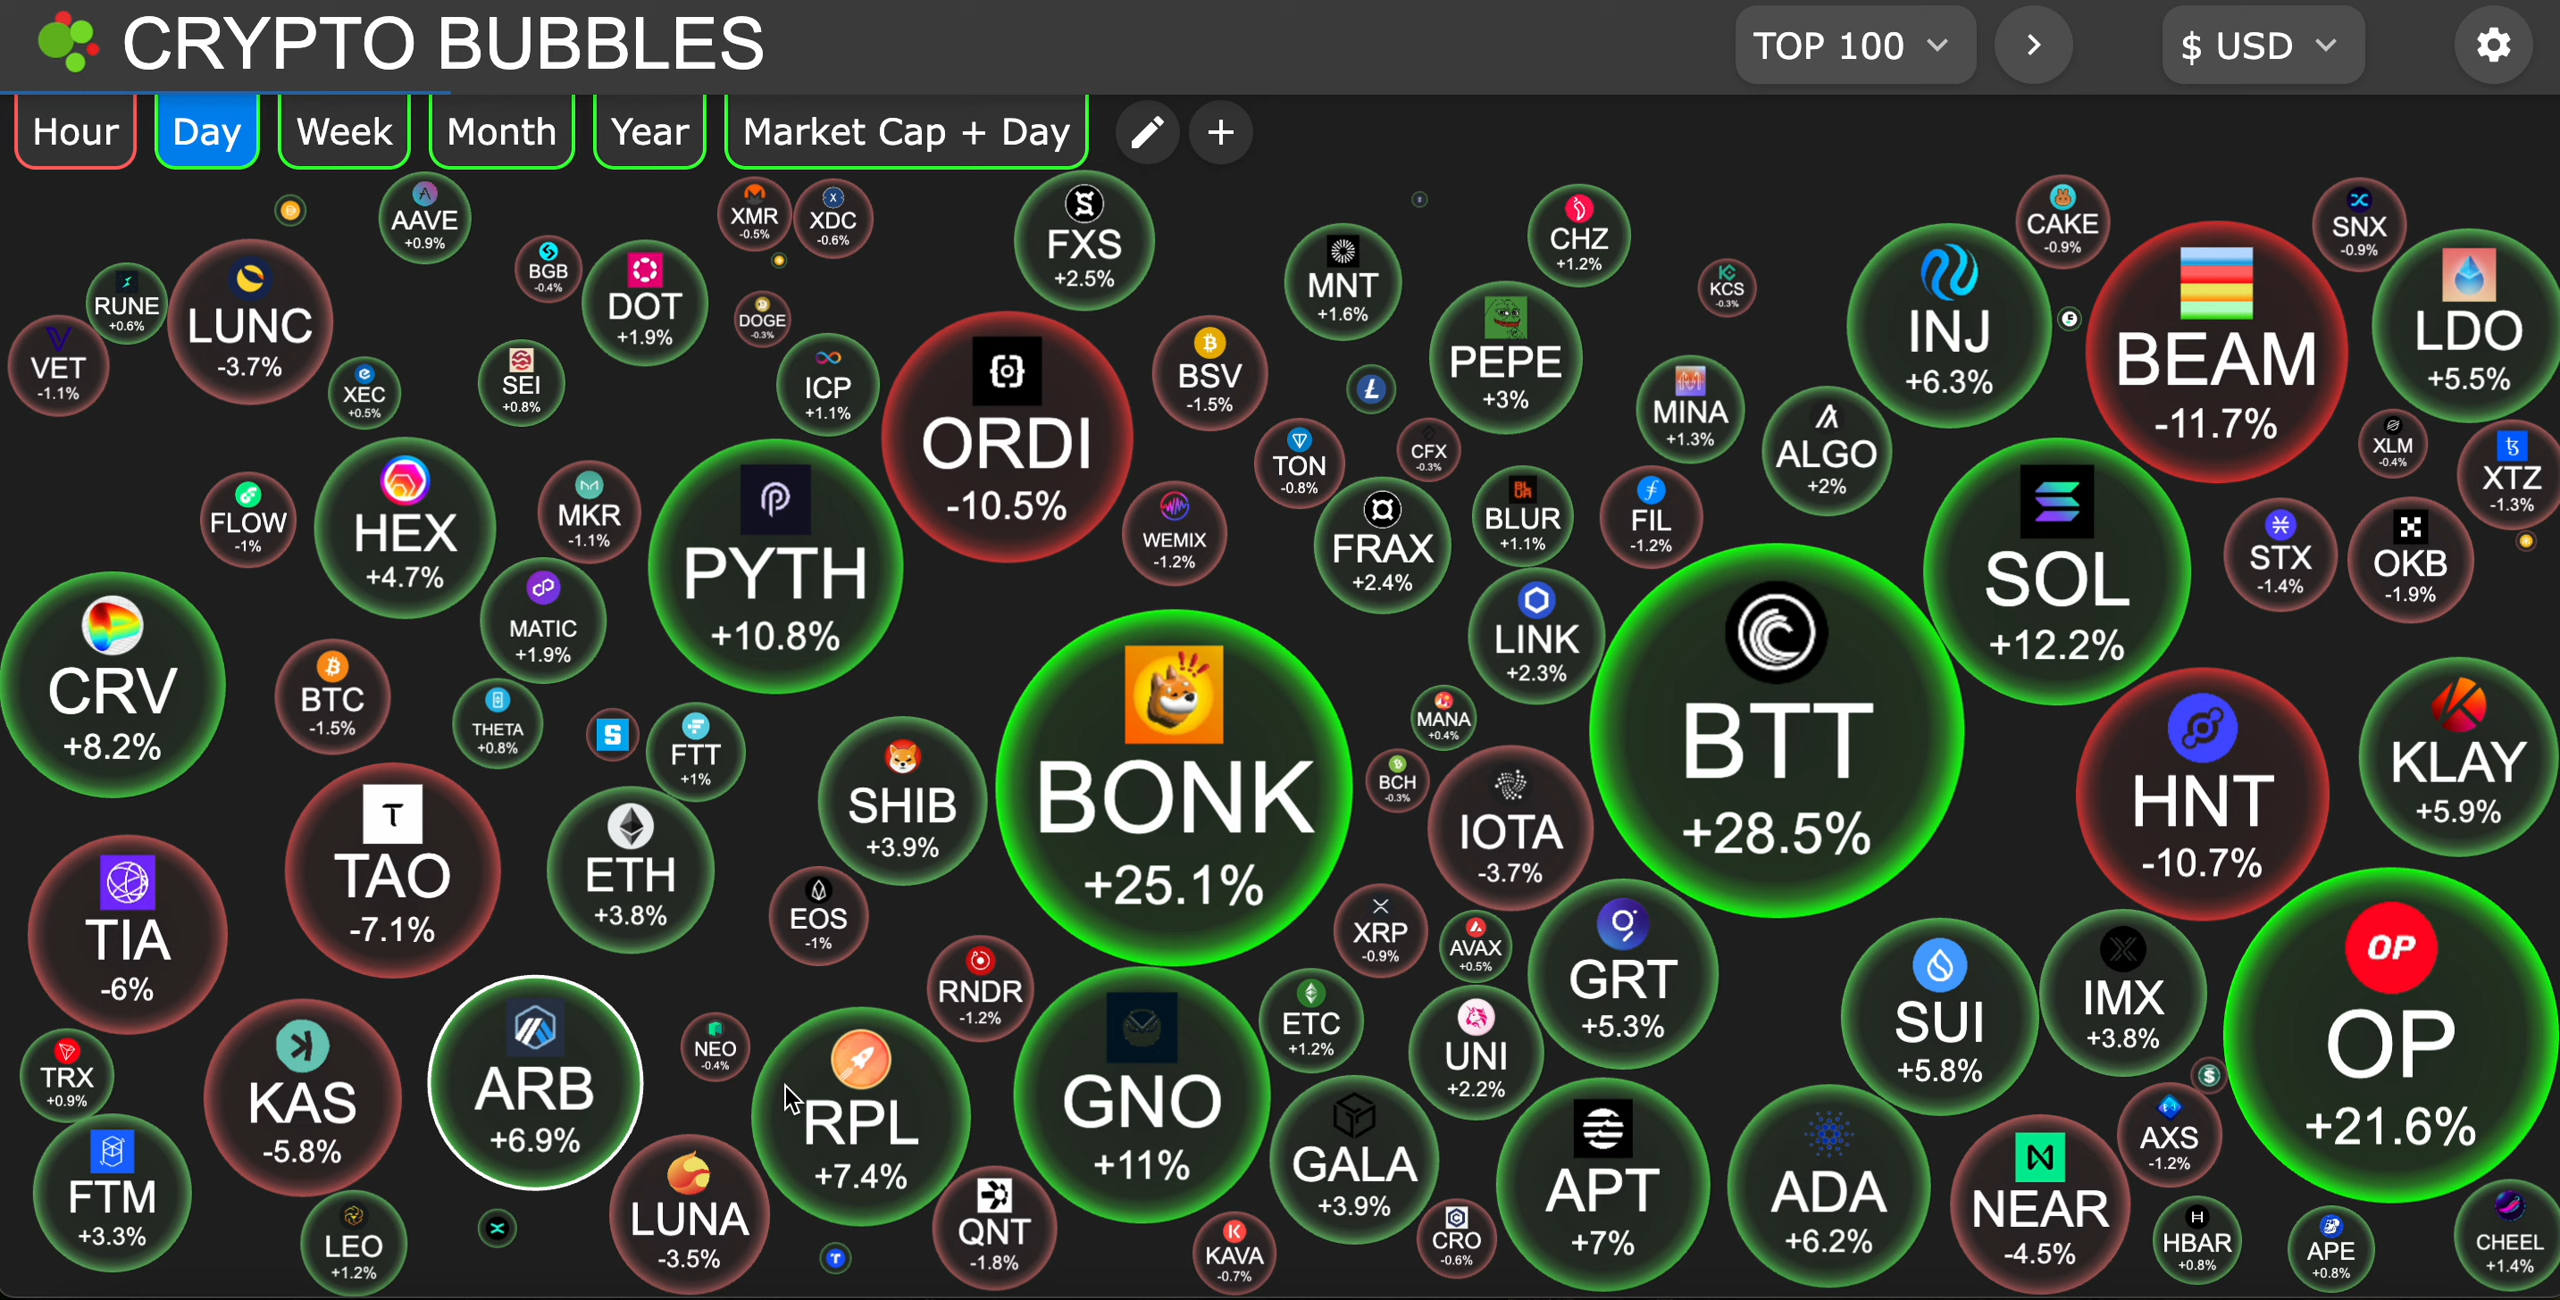 CRYPTO BUBBLES
TOP 100
$ USD
Hour
Day
Week
Month
Year
Market Cap + Day
AAVE
+0.9%
XMR
-0.5%
XDC
-0.6%
FXS
+2.5%
CHZ
+1.2%
CAKE
-0.9%
SNX
-0.9%
RUNE
+0.6%
LUNC
-3.7%
BGB
-0.4%
DOT
+1.9%
DOGE
-0.3%
MNT
+1.6%
KCS
-0.3%
INJ
+6.3%
BEAM
-11.7%
LDO
+5.5%
VET
-1.1%
XEC
+0.5%
SEI
+0.8%
ICP
+1.1%
ORDI
-10.5%
BSV
-1.5%
PEPE
+3%
MINA
+1.3%
ALGO
+2%
XLM
-0.4%
XTZ
-1.3%
TON
-0.8%
CFX
-0.3%
FLOW
-1%
HEX
+4.7%
MKR
-1.1%
PYTH
+10.8%
WEMIX
-1.2%
FRAX
+2.4%
BLUR
+1.1%
FIL
-1.2%
SOL
+12.2%
STX
-1.4%
OKB
-1.9%
CRV
+8.2%
MATIC
+1.9%
LINK
+2.3%
BTC
-1.5%
THETA
+0.8%
FTT
+1%
SHIB
+3.9%
BONK
+25.1%
MANA
+0.4%
BTT
+28.5%
HNT
-10.7%
KLAY
+5.9%
BCH
-0.3%
IOTA
-3.7%
TIA
-6%
TAO
-7.1%
ETH
+3.8%
EOS
-1%
XRP
-0.9%
AVAX
+0.5%
GRT
+5.3%
RNDR
-1.2%
SUI
+5.8%
IMX
+3.8%
OP
OP
+21.6%
TRX
+0.9%
KAS
-5.8%
ARB
+6.9%
NEO
-0.4%
RPL
+7.4%
GNO
+11%
ETC
+1.2%
UNI
+2.2%
FTM
+3.3%
LEO
+1.2%
LUNA
-3.5%
QNT
-1.8%
KAVA
-0.7%
GALA
+3.9%
CRO
-0.6%
APT
+7%
ADA
+6.2%
NEAR
-4.5%
AXS
-1.2%
HBAR
+0.8%
APE
+0.8%
CHEEL
+1.4%